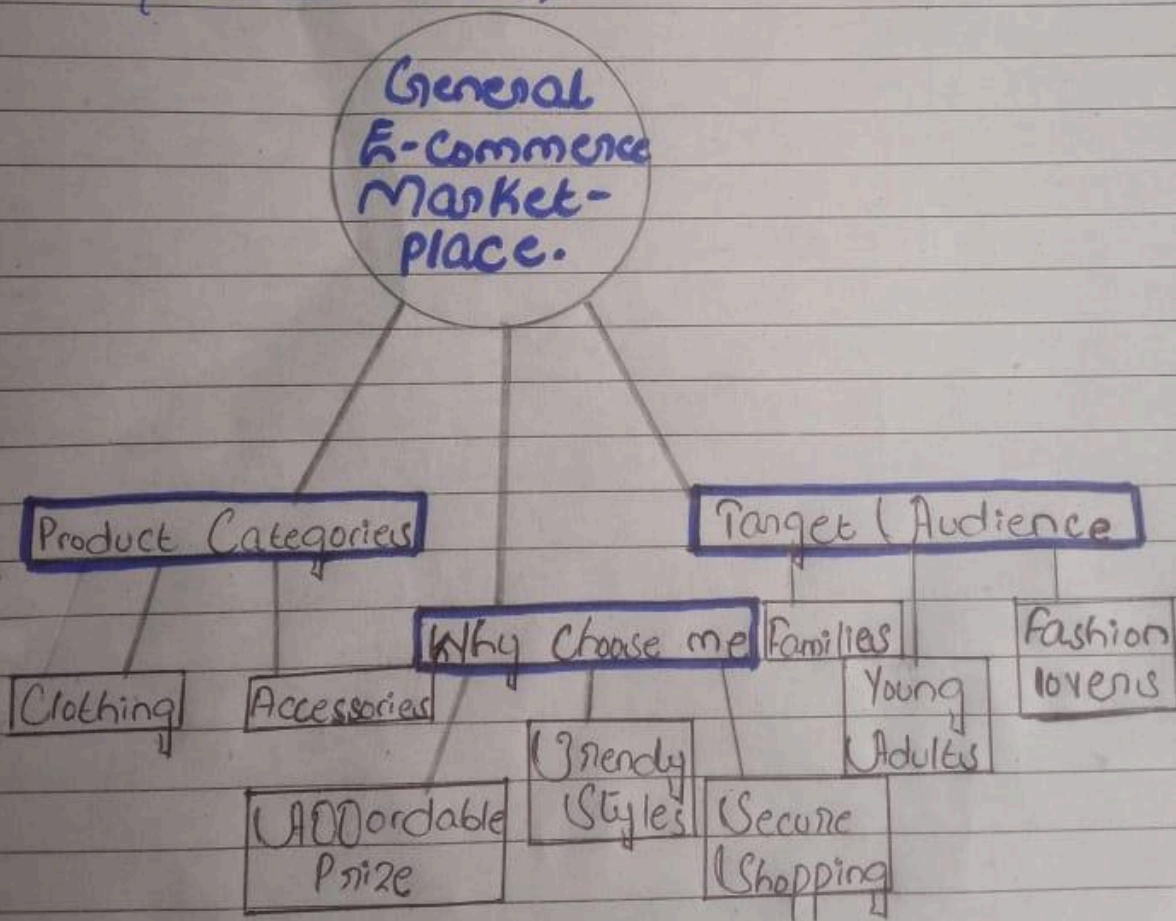 General
E-Commerce
Market-
place.
Product Categories
Target Audience
Why Choose me
Families
Fashion
lovers
Clothing
Accessories
Young
Adults
Trendy
Styles
Affordable
Prize
Secure
Shopping